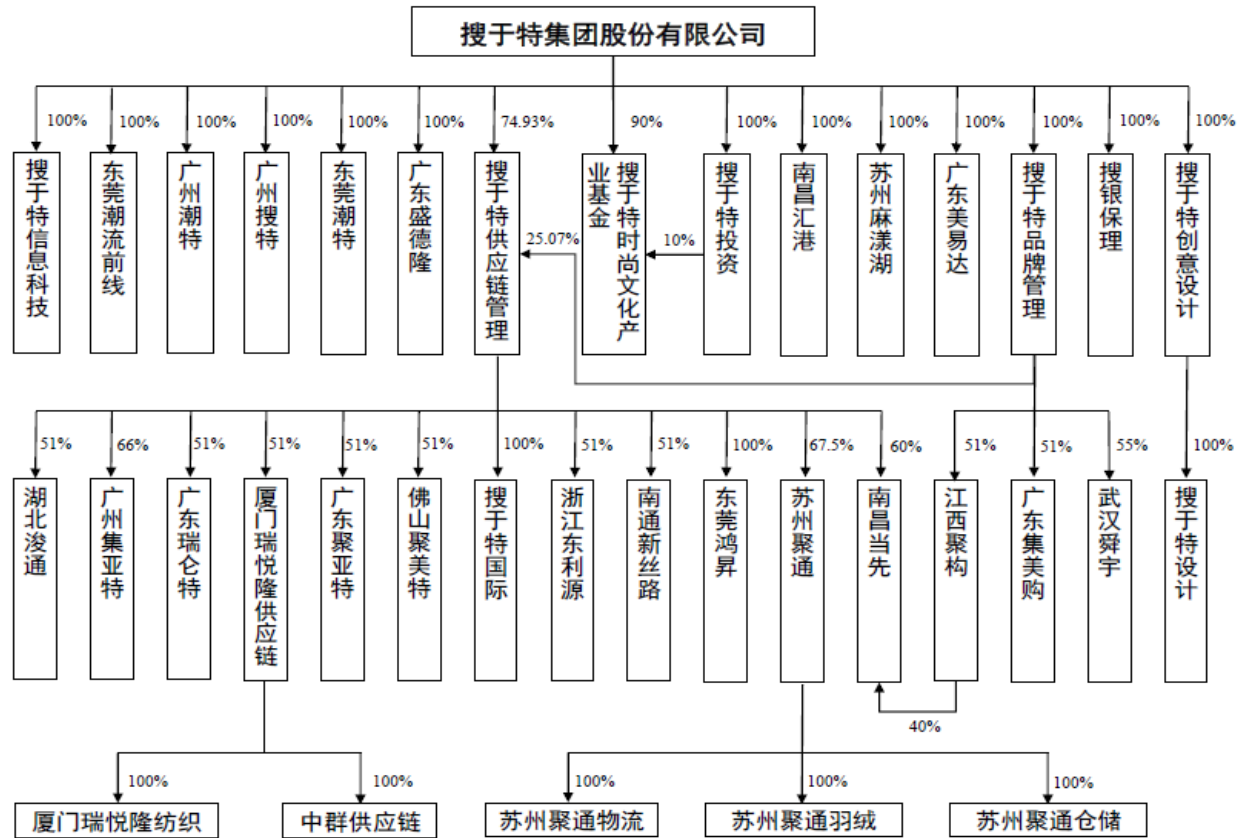 搜于特集团股份有限公司
100%
100%
100%
100%
100%
100%
74.93%
90%
100%
100%
100%
100%
100%
100%
100%
搜于特信息科技
东莞潮流前线
广州潮特
广州搜特
东莞潮特
广东盛德隆
搜于特供应链管理
搜于特时尚文化产
业基金
搜于特投资
南昌汇港
苏州麻漾湖
广东美易达
搜于特品牌管理
搜银保理
搜于特创意设计
25.07%
10%
51%
66%
51%
51%
51%
51%
100%
51%
51%
100%
67.5%
60%
51%
51%
55%
100%
湖北浚通
广州集亚特
广东瑞仑特
厦门瑞悦隆供应链
广东聚亚特
佛山聚美特
搜于特国际
浙江东利源
南通新丝路
东莞鸿昇
苏州聚通
南昌当先
江西聚构
广东集美购
武汉舜宇
搜于特设计
40%
100%
100%
100%
100%
100%
厦门瑞悦隆纺织
中群供应链
苏州聚通物流
苏州聚通羽绒
苏州聚通仓储